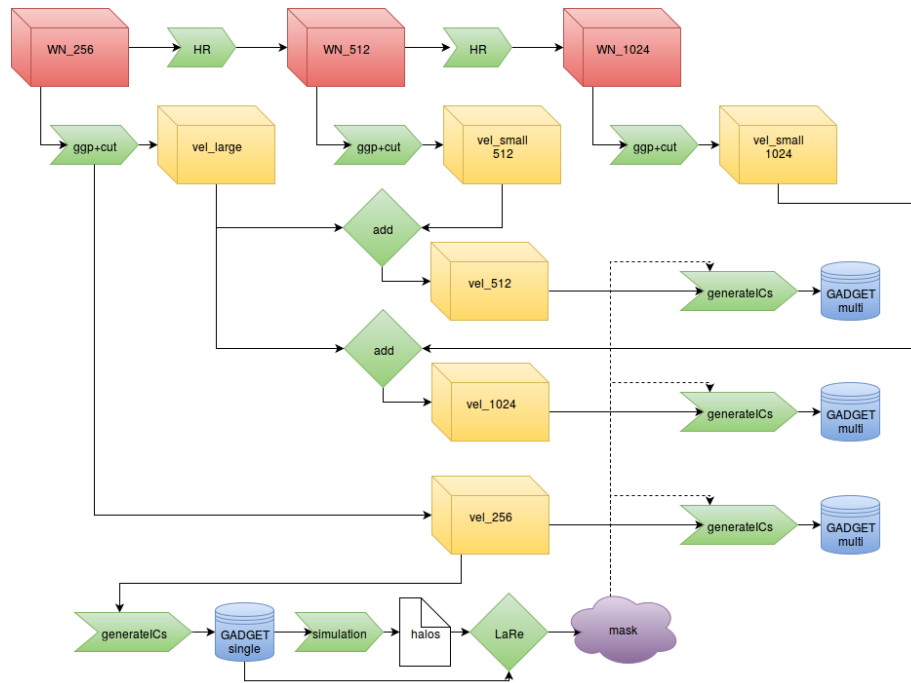 WN_256
HR
WN_512
HR
WN_1024
ggp+cut
vel_large
ggp+cut
vel_small
512
ggp+cut
vel_small
1024
add
vel_512
generateICs
GADGET
multi
add
vel_1024
generateICs
GADGET
multi
vel_256
generateICs
GADGET
multi
generateICs
GADGET
single
simulation
halos
LaRe
mask